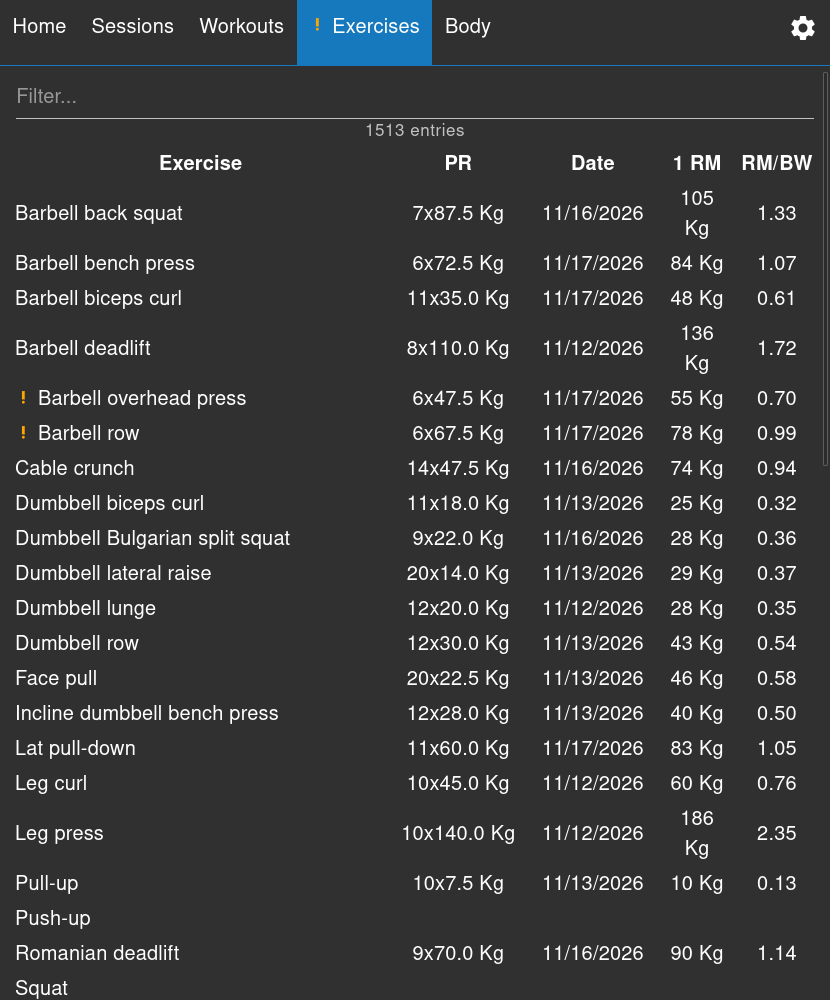 Home Sessions Workouts ! Exercises Body
Filter...
1513 entries
Exercise PR Date 1 RM RM/BW
Barbell back squat 7x87.5 Kg 11/16/2026 105 Kg 1.33
Barbell bench press 6x72.5 Kg 11/17/2026 84 Kg 1.07
Barbell biceps curl 11x35.0 Kg 11/17/2026 48 Kg 0.61
Barbell deadlift 8x110.0 Kg 11/12/2026 136 Kg 1.72
! Barbell overhead press 6x47.5 Kg 11/17/2026 55 Kg 0.70
! Barbell row 6x67.5 Kg 11/17/2026 78 Kg 0.99
Cable crunch 14x47.5 Kg 11/16/2026 74 Kg 0.94
Dumbbell biceps curl 11x18.0 Kg 11/13/2026 25 Kg 0.32
Dumbbell Bulgarian split squat 9x22.0 Kg 11/16/2026 28 Kg 0.36
Dumbbell lateral raise 20x14.0 Kg 11/13/2026 29 Kg 0.37
Dumbbell lunge 12x20.0 Kg 11/12/2026 28 Kg 0.35
Dumbbell row 12x30.0 Kg 11/13/2026 43 Kg 0.54
Face pull 20x22.5 Kg 11/13/2026 46 Kg 0.58
Incline dumbbell bench press 12x28.0 Kg 11/13/2026 40 Kg 0.50
Lat pull-down 11x60.0 Kg 11/17/2026 83 Kg 1.05
Leg curl 10x45.0 Kg 11/12/2026 60 Kg 0.76
Leg press 10x140.0 Kg 11/12/2026 186 Kg 2.35
Pull-up 10x7.5 Kg 11/13/2026 10 Kg 0.13
Push-up
Romanian deadlift 9x70.0 Kg 11/16/2026 90 Kg 1.14
Squat